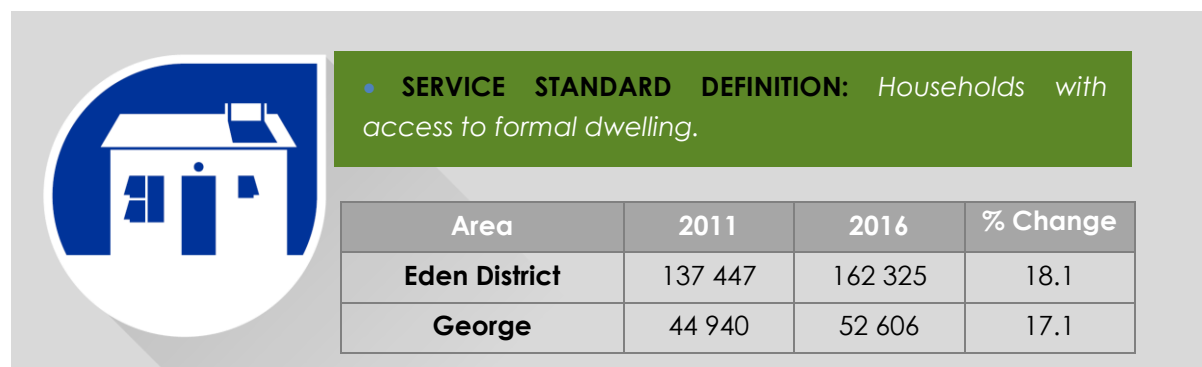 • SERVICE STANDARD DEFINITION: Households with
access to formal dwelling.
Area 2011 2016 % Change
Eden District 137 447 162 325 18.1
George 44 940 52 606 17.1